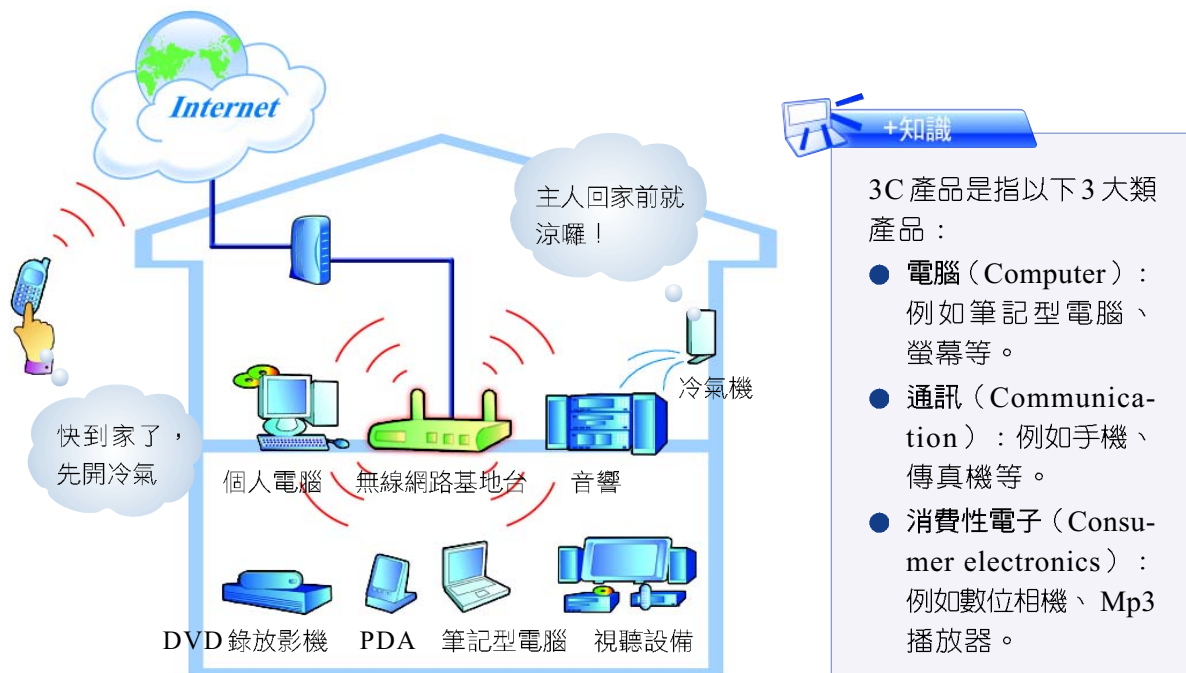 Internet
主人回家前就
涼囉！
快到家了，
先開冷氣
冷氣機
個人電腦
無線網路基地台
音響
DVD 錄放影機
PDA
筆記型電腦
視聽設備
+知識
3C 產品是指以下 3 大類
產品：
● 電腦（Computer）：
例如筆記型電腦、
螢幕等。
● 通訊（Communica-
tion）：例如手機、
傳真機等。
● 消費性電子（Consu-
mer electronics）：
例如數位相機、Mp3
播放器。